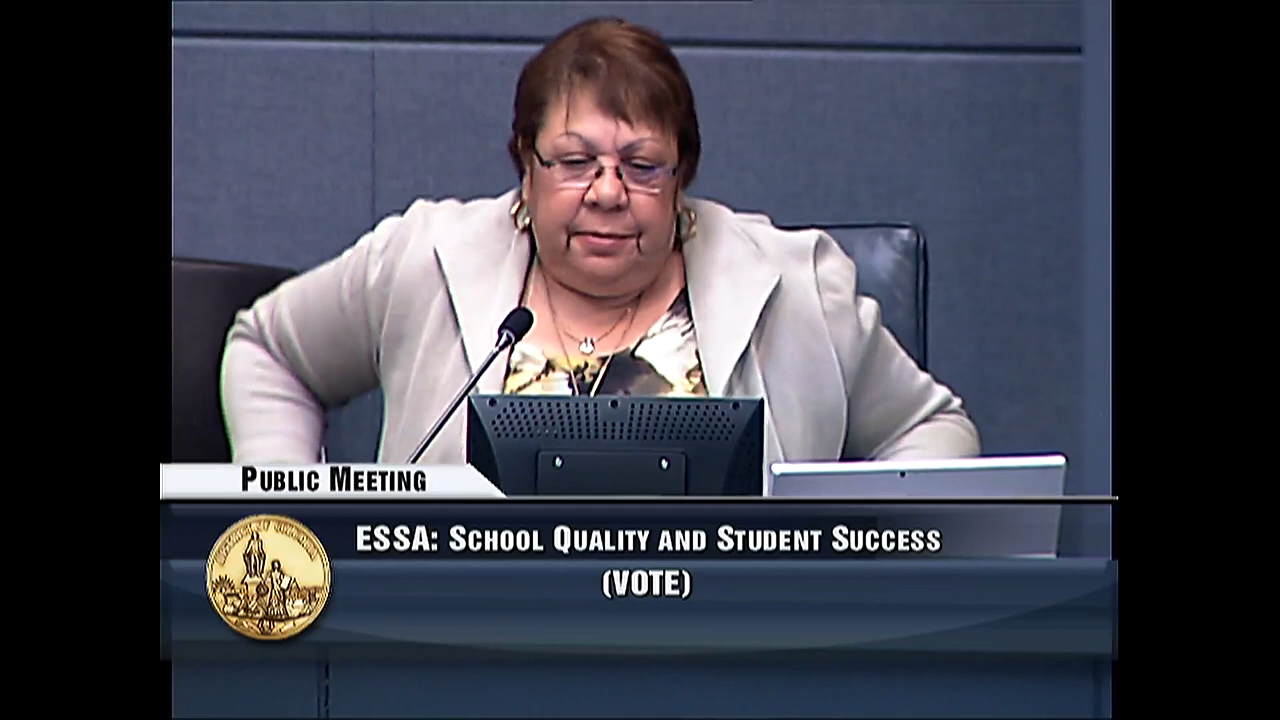 PUBLIC MEETING
ESSA: SCHOOL QUALITY AND STUDENT SUCCESS
(VOTE)